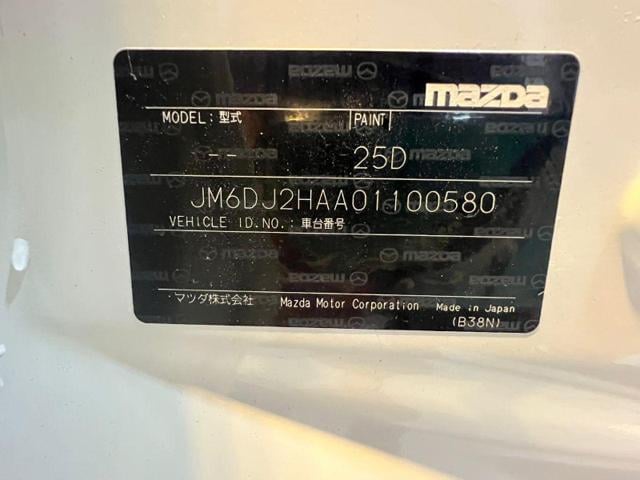 mazda
MODEL: 型式 PAINT
-- 25D
JM6DJ2HAA01100580
VEHICLE ID.NO.: 車台番号
マツダ株式会社 Mazda Motor Corporation Made in Japan
(B38N)